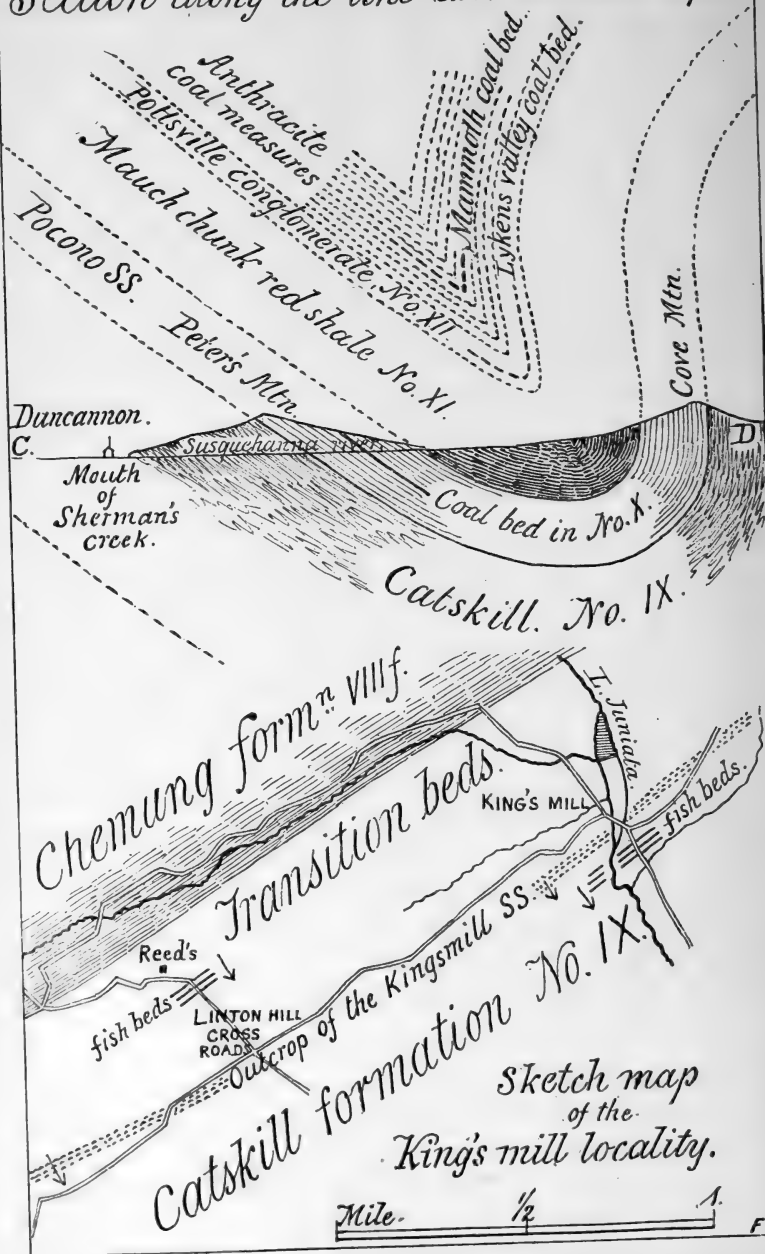 Section along the line
Anthracite
coal measures
Mammoth coal bed.
Lykens valley coal bed.
Pottsville conglomerate No. XII
Mauch chunk red shale No. XI.
Pocono SS.
Peter's Mtn.
Cove Mtn.
Duncannon.
C.
Susquehanna river.
D
Mouth
of
Sherman's
creek.
Coal bed in No. X.
Catskill. No. IX.
Chemung form.n VIII f.
L. Juniata.
Transition beds.
KING'S MILL
fish beds.
Reed's
fish beds
LINTON HILL
CROSS
ROADS
Outcrop of the Kingsmill SS.
Catskill formation No. IX.
Sketch map
of the
King's mill locality.
Mile. 1/2 .1.
F